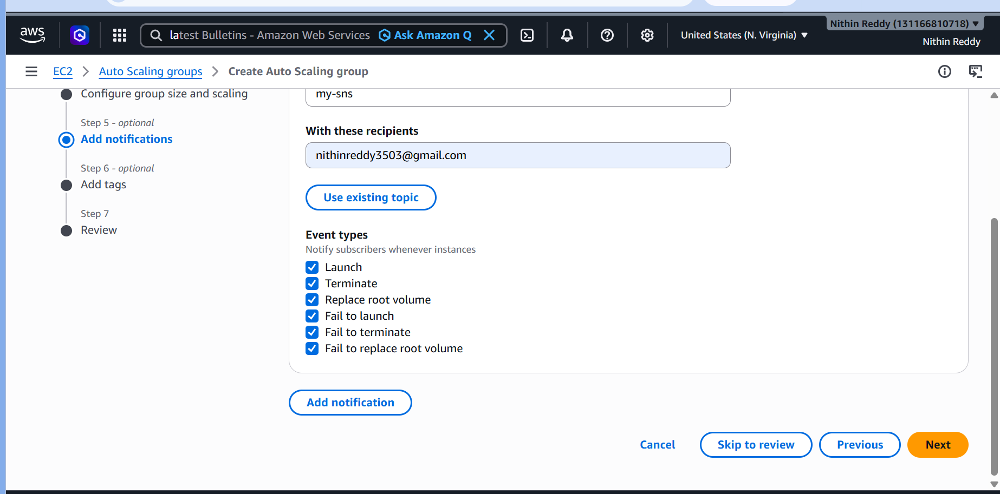 aws
latest Bulletins - Amazon Web Services Ask Amazon Q
United States (N. Virginia)
Nithin Reddy (131166810718)
Nithin Reddy
EC2 Auto Scaling groups Create Auto Scaling group
Configure group size and scaling
Step 5 - optional
Add notifications
Step 6 - optional
Add tags
Step 7
Review
my-sns
With these recipients
nithinreddy3503@gmail.com
Use existing topic
Event types
Notify subscribers whenever instances
Launch
Terminate
Replace root volume
Fail to launch
Fail to terminate
Fail to replace root volume
Add notification
Cancel Skip to review Previous Next